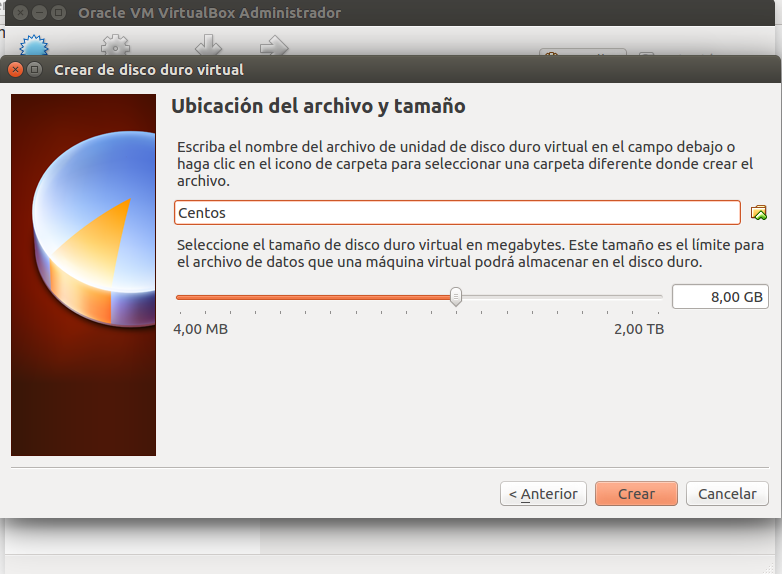 Oracle VM VirtualBox Administrador
Crear de disco duro virtual
Ubicación del archivo y tamaño
Escriba el nombre del archivo de unidad de disco duro virtual en el campo debajo o
haga clic en el icono de carpeta para seleccionar una carpeta diferente donde crear el
archivo.
Centos
Seleccione el tamaño de disco duro virtual en megabytes. Este tamaño es el límite para
el archivo de datos que una máquina virtual podrá almacenar en el disco duro.
8,00 GB
4,00 MB
2,00 TB
< Anterior
Crear
Cancelar